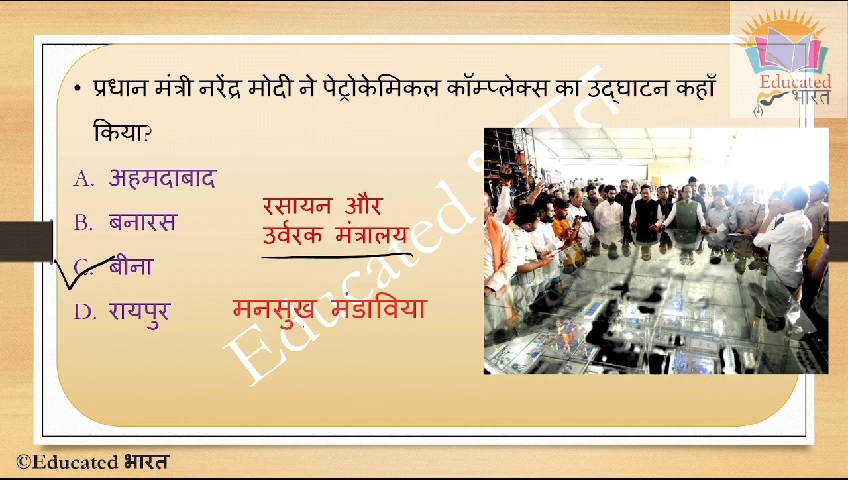 ©Educated
Educated
भारत
• प्रधान मंत्री नरेंद्र मोदी ने पेट्रोकेमिकल कॉम्प्लेक्स का उद्घाटन कहाँ
किया?
A. अहमदाबाद
B. बनारस
C. बीना
D. रायपुर
रसायन और
उर्वरक मंत्रालय
मनसुख़ मंडाविया
Educated भारत
©Educated भारत